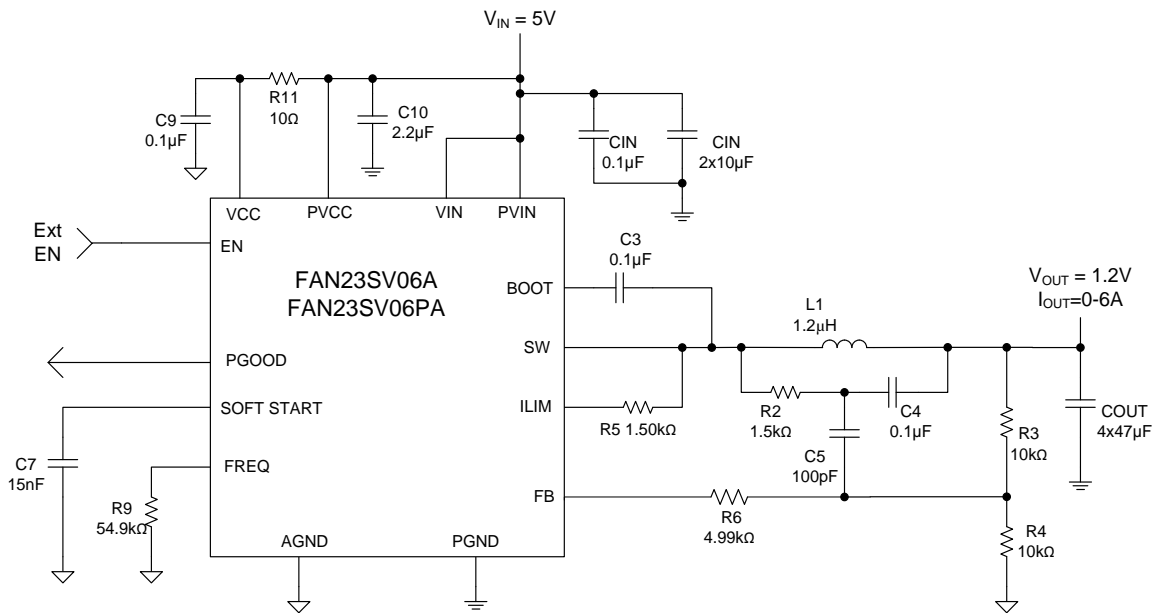 V_IN = 5V
R11
10Ω
C9
0.1µF
C10
2.2µF
CIN
0.1µF
CIN
2x10µF
VCC
PVCC
VIN
PVIN
Ext
EN
EN
FAN23SV06A
FAN23SV06PA
C3
0.1µF
BOOT
V_OUT = 1.2V
I_OUT=0-6A
L1
1.2µH
SW
PGOOD
SOFT START
ILIM
R5 1.50kΩ
R2
1.5kΩ
C4
0.1µF
COUT
4x47µF
R3
10kΩ
C5
100pF
C7
15nF
FREQ
R9
54.9kΩ
FB
R6
4.99kΩ
R4
10kΩ
AGND
PGND